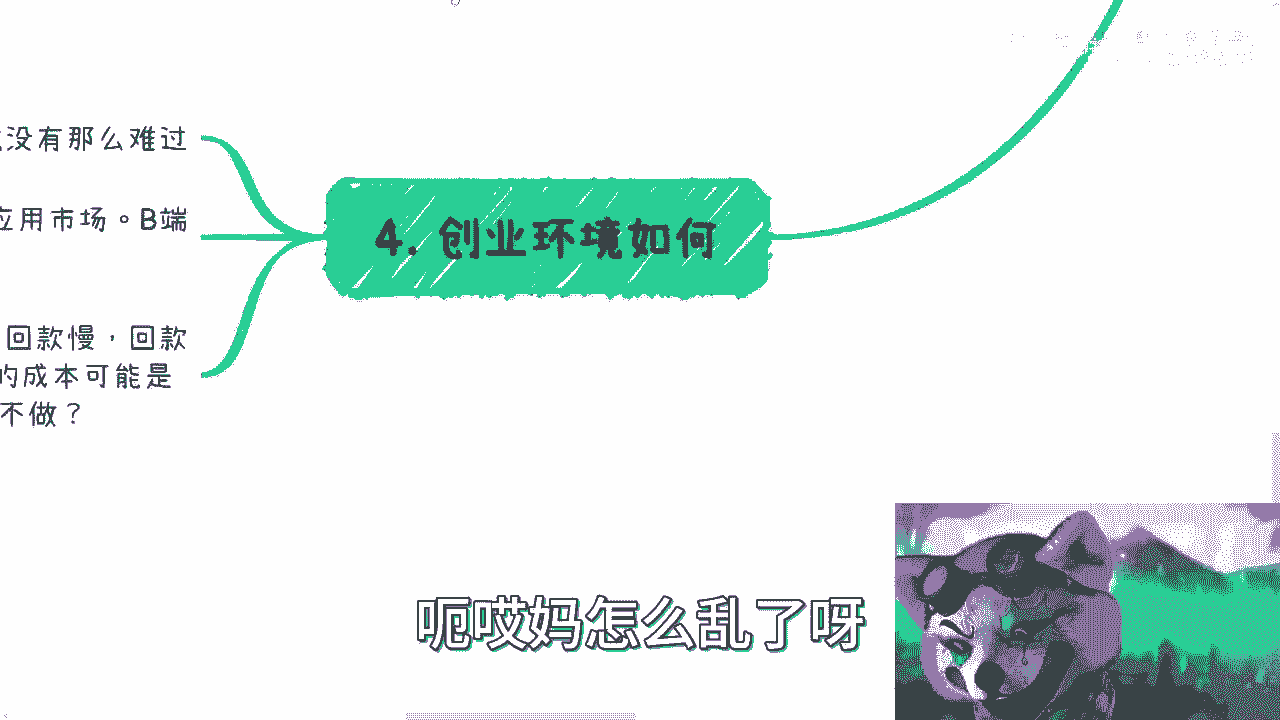 没有那么难过
应用市场。B端
回款慢，回款
的成本可能是
不做？
4. 创业环境如何
呃哎妈怎么乱了呀